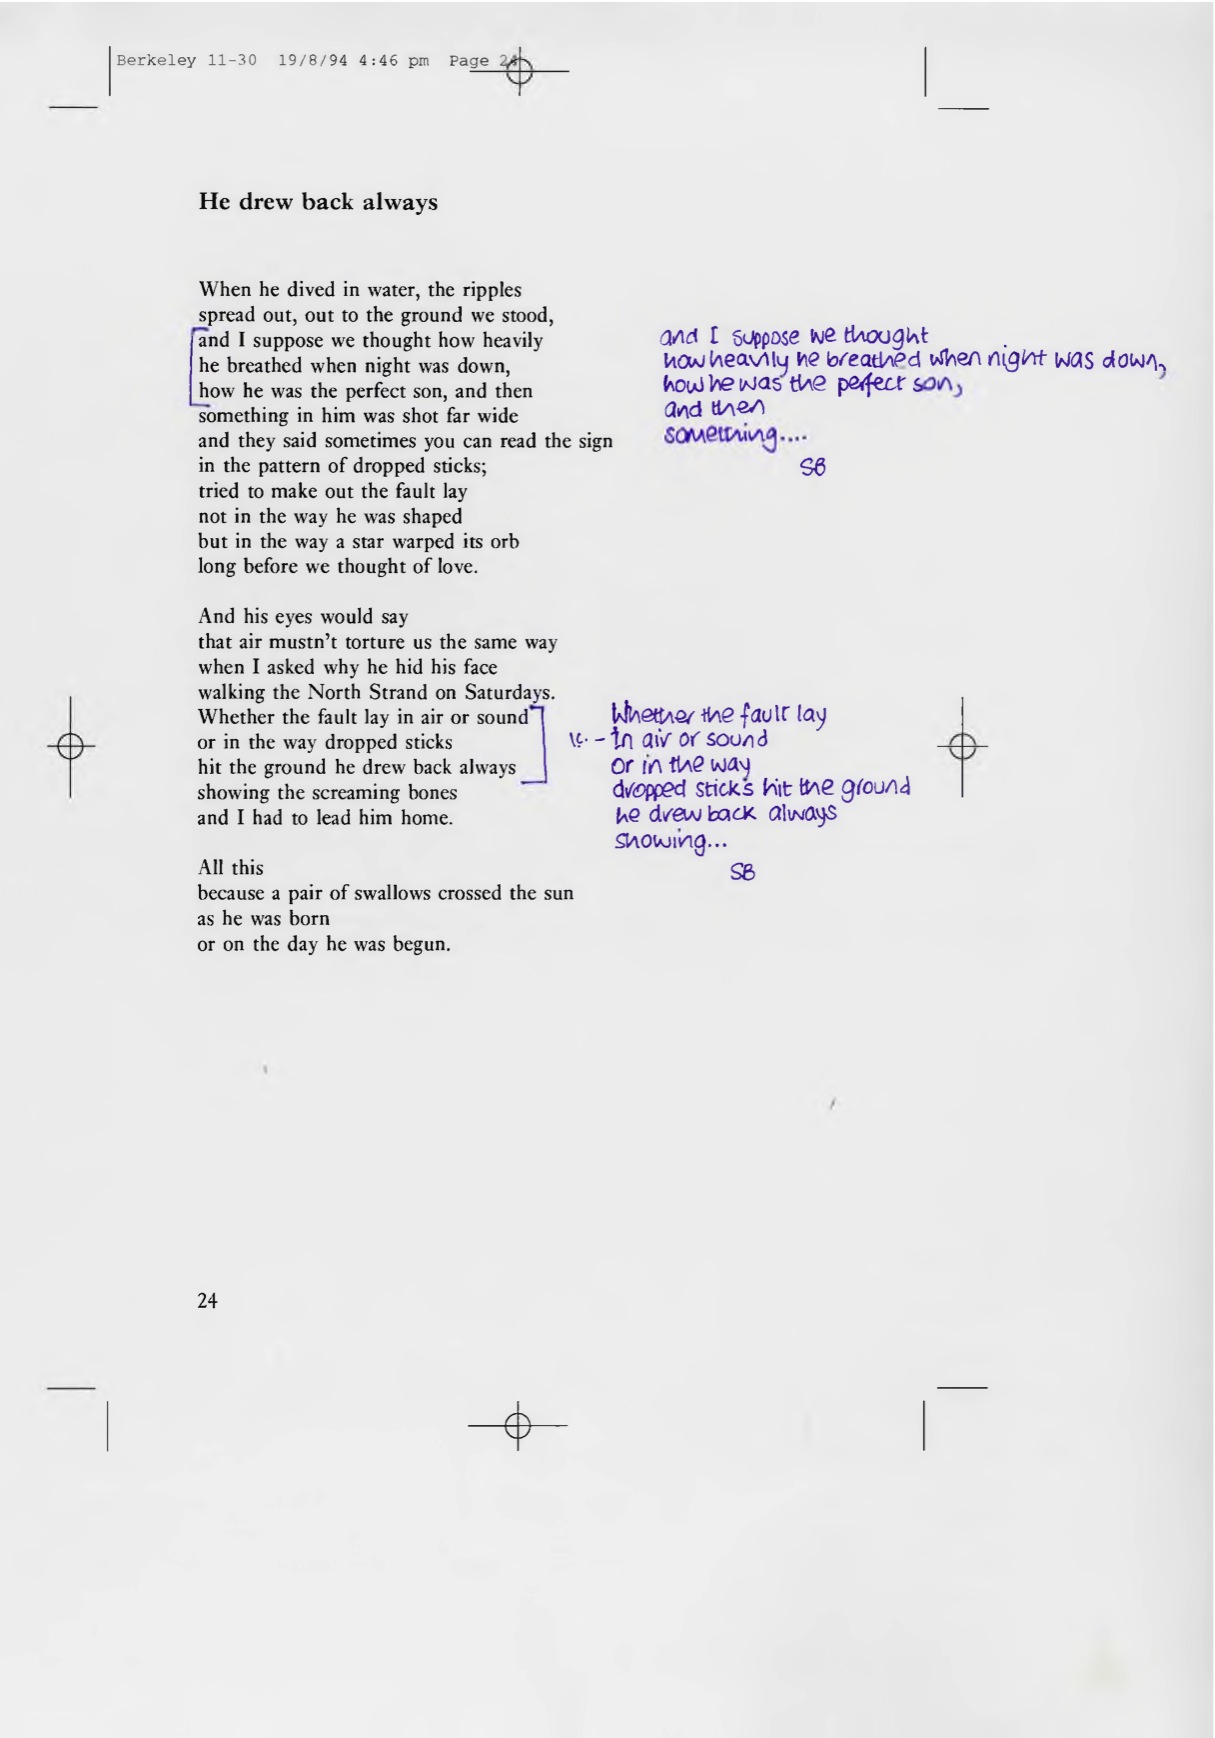 Berkeley 11-30 19/8/94 4:46 pm Page 24
He drew back always
When he dived in water, the ripples
spread out, out to the ground we stood,
and I suppose we thought how heavily
he breathed when night was down,
how he was the perfect son, and then
something in him was shot far wide
and they said sometimes you can read the sign
in the pattern of dropped sticks;
tried to make out the fault lay
not in the way he was shaped
but in the way a star warped its orb
long before we thought of love.
and I suppose we thought
how heavily he breathed when night was down,
how he was the perfect son,
and then
something....
SB
And his eyes would say
that air mustn't torture us the same way
when I asked why he hid his face
walking the North Strand on Saturdays.
Whether the fault lay in air or sound
or in the way dropped sticks
hit the ground he drew back always
showing the screaming bones
and I had to lead him home.
Whether the fault lay
l.c. - In air or sound
or in the way
dropped sticks hit the ground
he drew back always
showing...
SB
All this
because a pair of swallows crossed the sun
as he was born
or on the day he was begun.
24